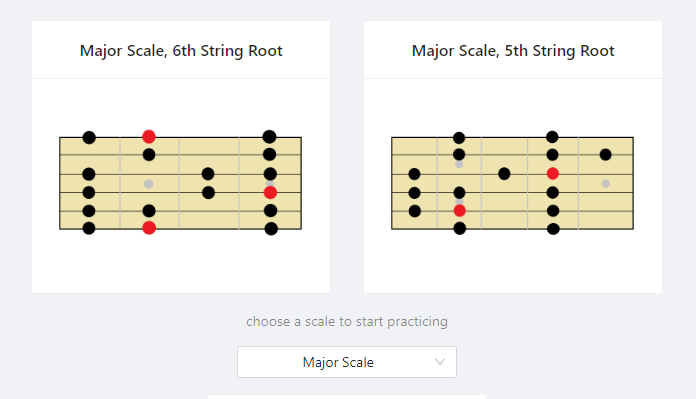 Major Scale, 6th String Root
Major Scale, 5th String Root
choose a scale to start practicing
Major Scale